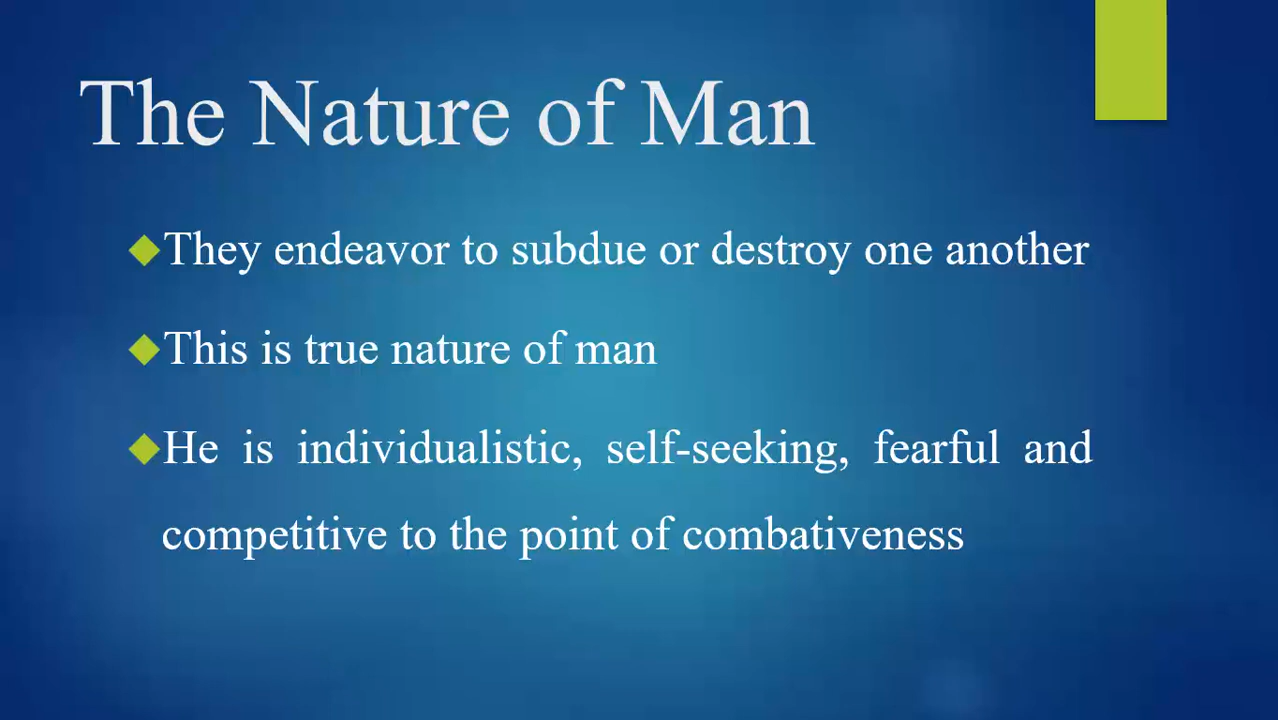 The Nature of Man
They endeavor to subdue or destroy one another
This is true nature of man
He is individualistic, self-seeking, fearful and
competitive to the point of combativeness